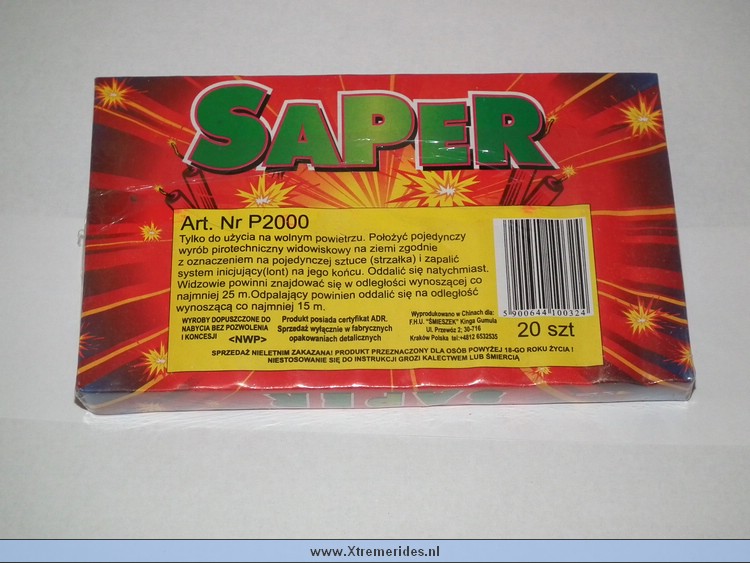 SAPER
Art. Nr P2000
Tylko do użycia na wolnym powietrzu. Położyć pojedynczy
wyrób pirotechniczny widowiskowy na ziemi zgodnie
z oznaczeniem na pojedynczej sztuce (strzałka) i zapalić
system inicjujący(lont) na jego końcu. Oddalić się natychmiast.
Widzowie powinni znajdować się w odległości wynoszącej co
najmniej 25 m.Odpalający powinien oddalić się na odległość
wynoszącą co najmniej 15 m.
WYROBY DOPUSZCZONE DO
NABYCIA BEZ POZWOLENIA
I KONCESJI <NWP>
Produkt posiada certyfikat ADR.
Sprzedaż wyłącznie w fabrycznych
opakowaniach detalicznych
Wyprodukowano w Chinach dla:
F.H.U. "ŚMIESZEK" Kinga Gumula
Ul. Przewóz 2; 30-716
Kraków Polska tel:+4812 6532535
5 900644 100324
20 szt
SPRZEDAŻ NIELETNIM ZAKAZANA! PRODUKT PRZEZNACZONY DLA OSÓB POWYŻEJ 18-GO ROKU ŻYCIA !
NIESTOSOWANIE SIĘ DO INSTRUKCJI GROZI KALECTWEM LUB ŚMIERCIĄ
SAPER
www.Xtremerides.nl